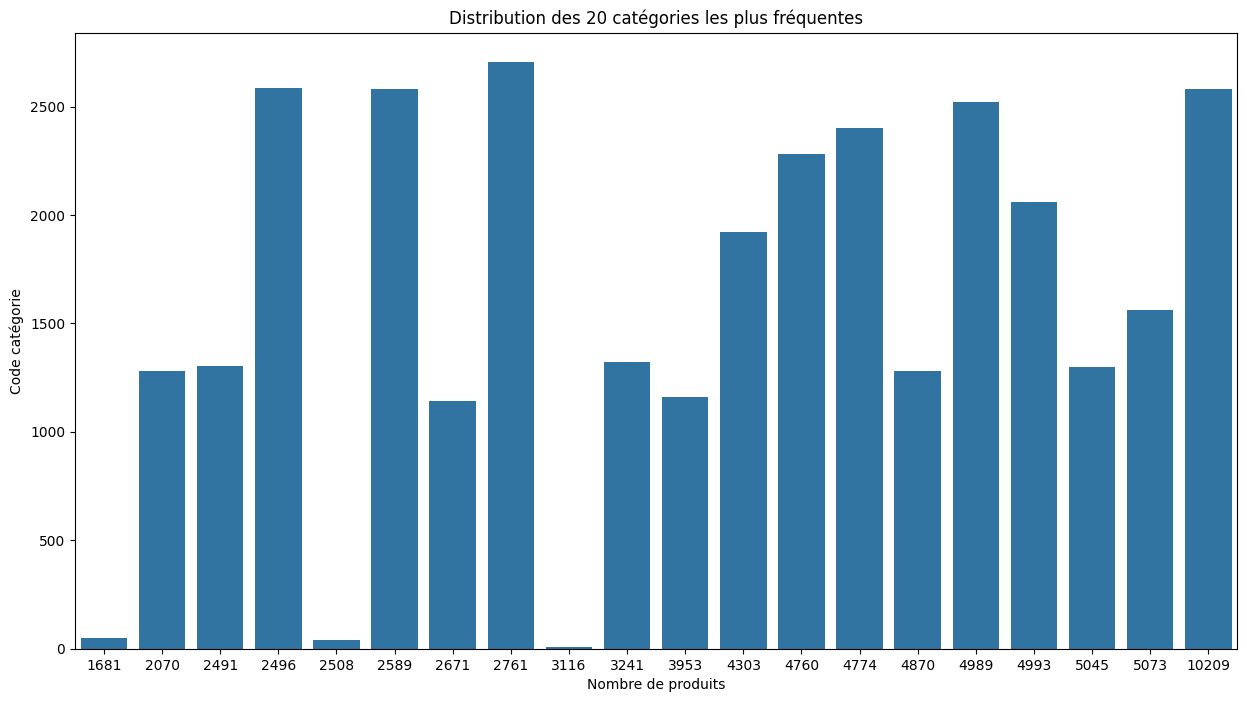 Distribution des 20 catégories les plus fréquentes
Code catégorie
2500
2000
1500
1000
500
0
1681 2070 2491 2496 2508 2589 2671 2761 3116 3241 3953 4303 4760 4774 4870 4989 4993 5045 5073 10209
Nombre de produits